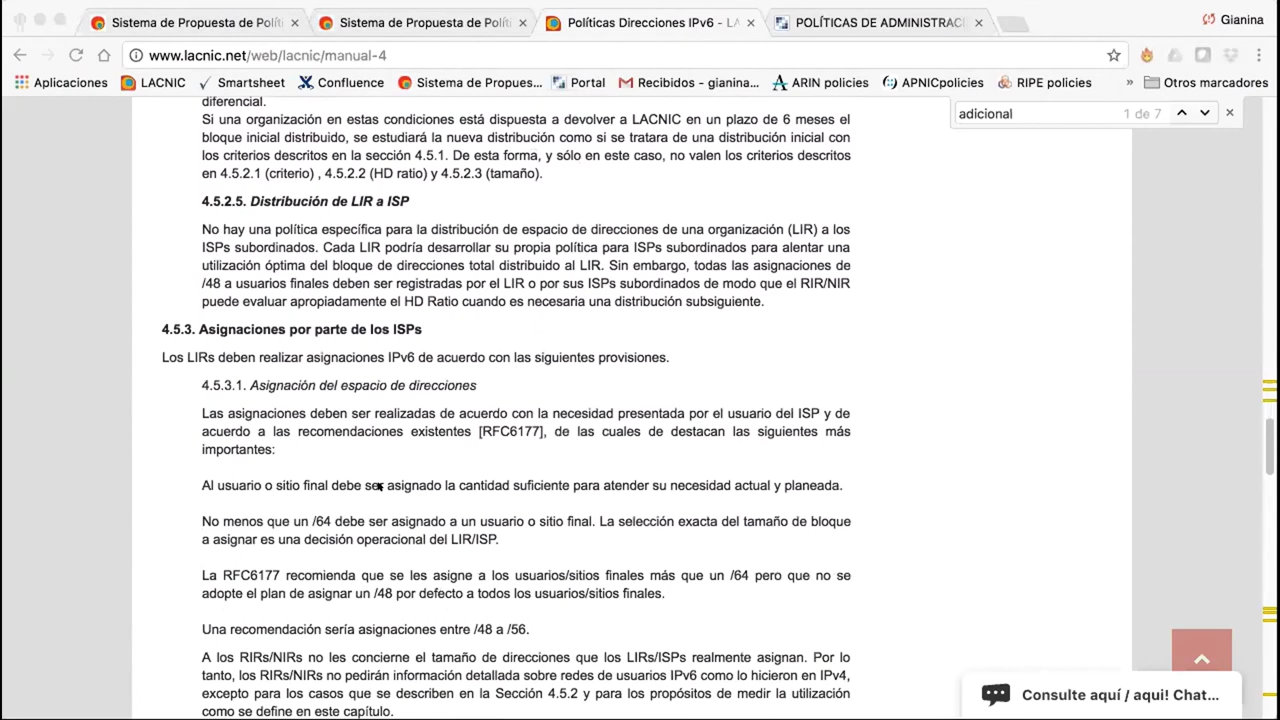 Sistema de Propuesta de Políti
Sistema de Propuesta de Políti
Políticas Direcciones IPv6 - LA
POLÍTICAS DE ADMINISTRAC
Gianina
www.lacnic.net/web/lacnic/manual-4
Aplicaciones
LACNIC
Smartsheet
Confluence
Sistema de Propues...
Portal
Recibidos - gianina...
ARIN policies
APNICpolicies
RIPE policies
»
Otros marcadores
adicional
1 de 7
diferencial.
Si una organización en estas condiciones está dispuesta a devolver a LACNIC en un plazo de 6 meses el
bloque inicial distribuido, se estudiará la nueva distribución como si se tratara de una distribución inicial con
los criterios descritos en la sección 4.5.1. De esta forma, y sólo en este caso, no valen los criterios descritos
en 4.5.2.1 (criterio) , 4.5.2.2 (HD ratio) y 4.5.2.3 (tamaño).
4.5.2.5. Distribución de LIR a ISP
No hay una política específica para la distribución de espacio de direcciones de una organización (LIR) a los
ISPs subordinados. Cada LIR podría desarrollar su propia política para ISPs subordinados para alentar una
utilización óptima del bloque de direcciones total distribuido al LIR. Sin embargo, todas las asignaciones de
/48 a usuarios finales deben ser registradas por el LIR o por sus ISPs subordinados de modo que el RIR/NIR
puede evaluar apropiadamente el HD Ratio cuando es necesaria una distribución subsiguiente.
4.5.3. Asignaciones por parte de los ISPs
Los LIRs deben realizar asignaciones IPv6 de acuerdo con las siguientes provisiones.
4.5.3.1. Asignación del espacio de direcciones
Las asignaciones deben ser realizadas de acuerdo con la necesidad presentada por el usuario del ISP y de
acuerdo a las recomendaciones existentes [RFC6177], de las cuales de destacan las siguientes más
importantes:
Al usuario o sitio final debe ser asignado la cantidad suficiente para atender su necesidad actual y planeada.
No menos que un /64 debe ser asignado a un usuario o sitio final. La selección exacta del tamaño de bloque
a asignar es una decisión operacional del LIR/ISP.
La RFC6177 recomienda que se les asigne a los usuarios/sitios finales más que un /64 pero que no se
adopte el plan de asignar un /48 por defecto a todos los usuarios/sitios finales.
Una recomendación sería asignaciones entre /48 a /56.
A los RIRs/NIRs no les concierne el tamaño de direcciones que los LIRs/ISPs realmente asignan. Por lo
tanto, los RIRs/NIRs no pedirán información detallada sobre redes de usuarios IPv6 como lo hicieron en IPv4,
excepto para los casos que se describen en la Sección 4.5.2 y para los propósitos de medir la utilización
como se define en este capítulo.
Consulte aquí / aqui! Chat...